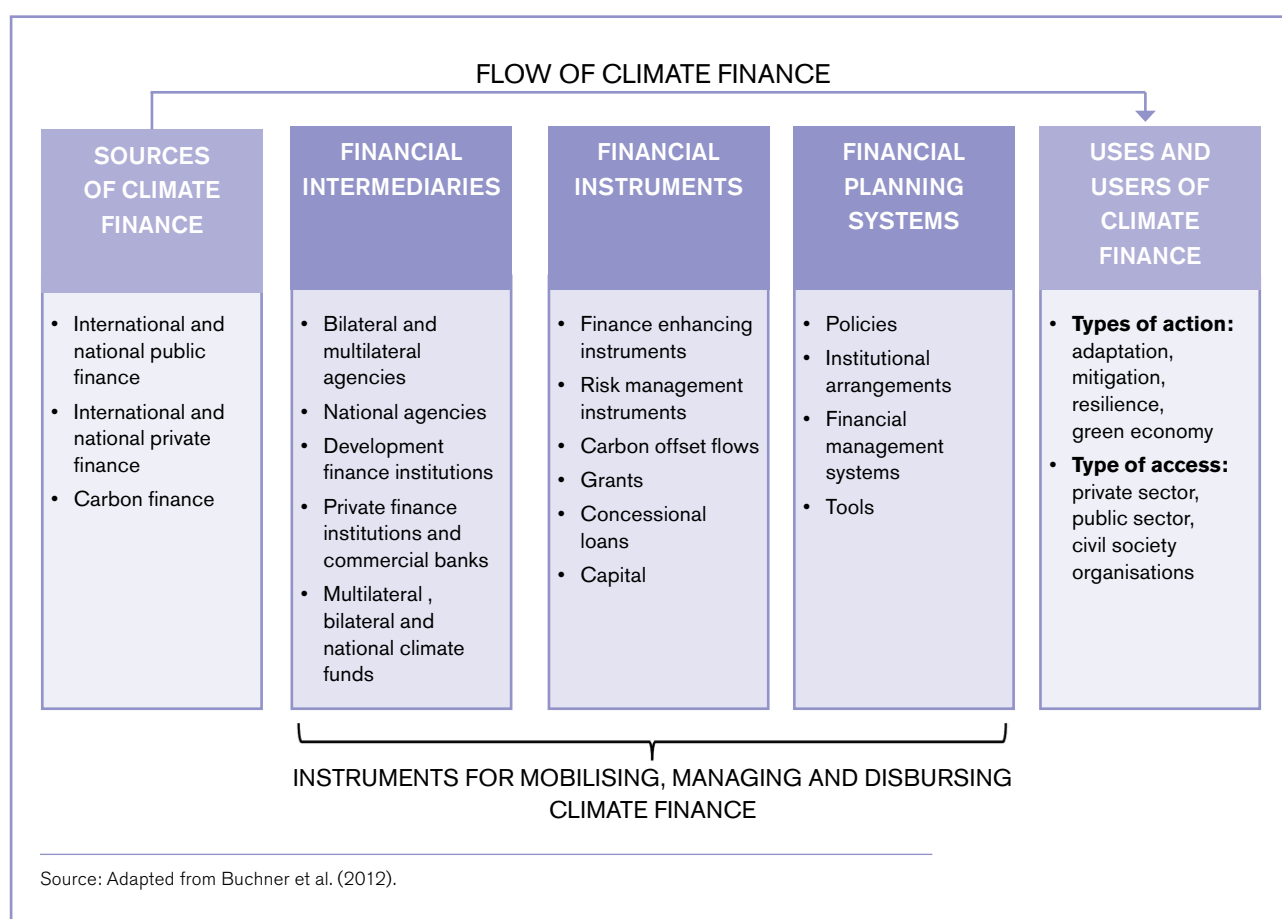 FLOW OF CLIMATE FINANCE
SOURCES
OF CLIMATE
FINANCE
• International and
national public
finance
• International and
national private
finance
• Carbon finance
FINANCIAL
INTERMEDIARIES
• Bilateral and
multilateral
agencies
• National agencies
• Development
finance institutions
• Private finance
institutions and
commercial banks
• Multilateral ,
bilateral and
national climate
funds
FINANCIAL
INSTRUMENTS
• Finance enhancing
instruments
• Risk management
instruments
• Carbon offset flows
• Grants
• Concessional
loans
• Capital
FINANCIAL
PLANNING
SYSTEMS
• Policies
• Institutional
arrangements
• Financial
management
systems
• Tools
USES AND
USERS OF
CLIMATE
FINANCE
• Types of action:
adaptation,
mitigation,
resilience,
green economy
• Type of access:
private sector,
public sector,
civil society
organisations
INSTRUMENTS FOR MOBILISING, MANAGING AND DISBURSING
CLIMATE FINANCE
Source: Adapted from Buchner et al. (2012).